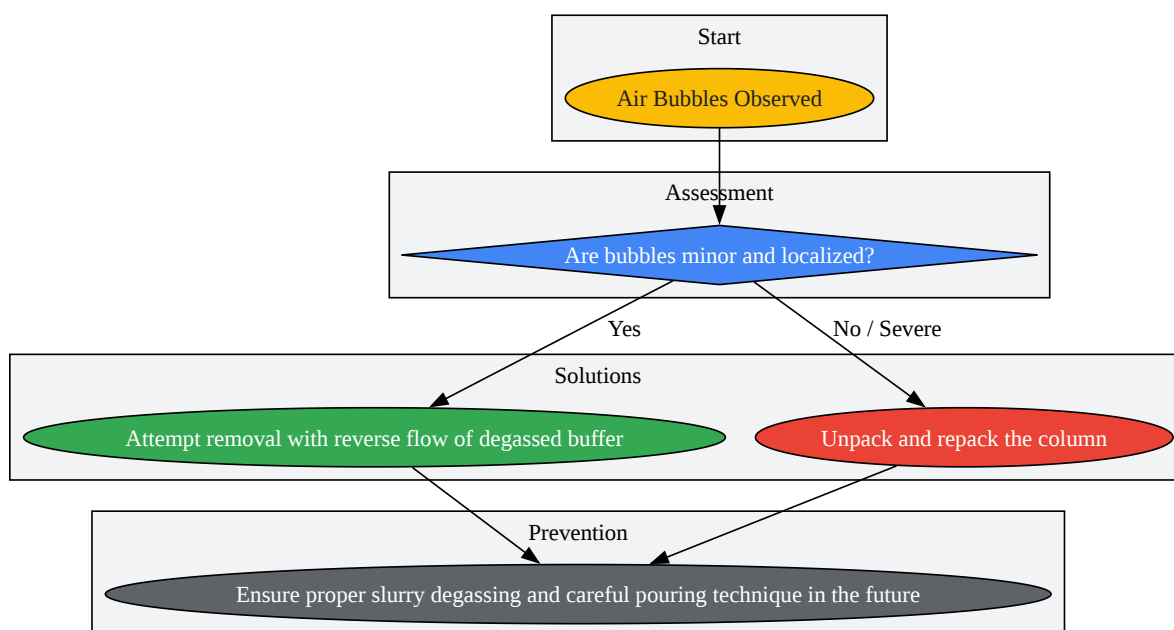 Start
Air Bubbles Observed
Assessment
Are bubbles minor and localized?
Yes
No / Severe
Solutions
Attempt removal with reverse flow of degassed buffer
Unpack and repack the column
Prevention
Ensure proper slurry degassing and careful pouring technique in the future